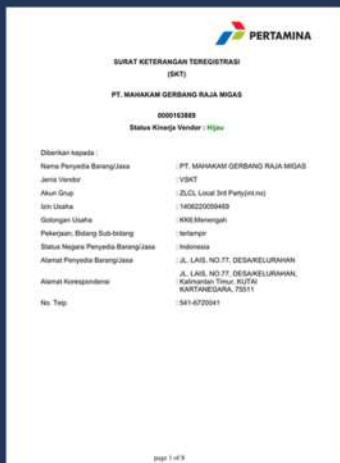 PERTAMINA
SURAT KETERANGAN TEREGISTRASI
(SKT)
PT. MAHAKAM GERBANG RAJA MIGAS
0000163889
Status Kinerja Vendor : Hijau
Diberikan kepada :
Nama Penyedia Barang/Jasa : PT. MAHAKAM GERBANG RAJA MIGAS
Jenis Vendor : VSKT
Akun Grup : ZLCL Local 3rd Party(int.no)
Izin Usaha : 1406220059469
Golongan Usaha : KKE/Menengah
Pekerjaan, Bidang Sub-bidang : terlampir
Status Negara Penyedia Barang/Jasa : Indonesia
Alamat Penyedia Barang/Jasa : JL. LAIS, NO.77, DESA/KELURAHAN
Alamat Korespondensi : JL. LAIS, NO.77, DESA/KELURAHAN,
Kalimantan Timur, KUTAI
KARTANEGARA, 75511
No. Telp : 541-6720041
page 1 of 8